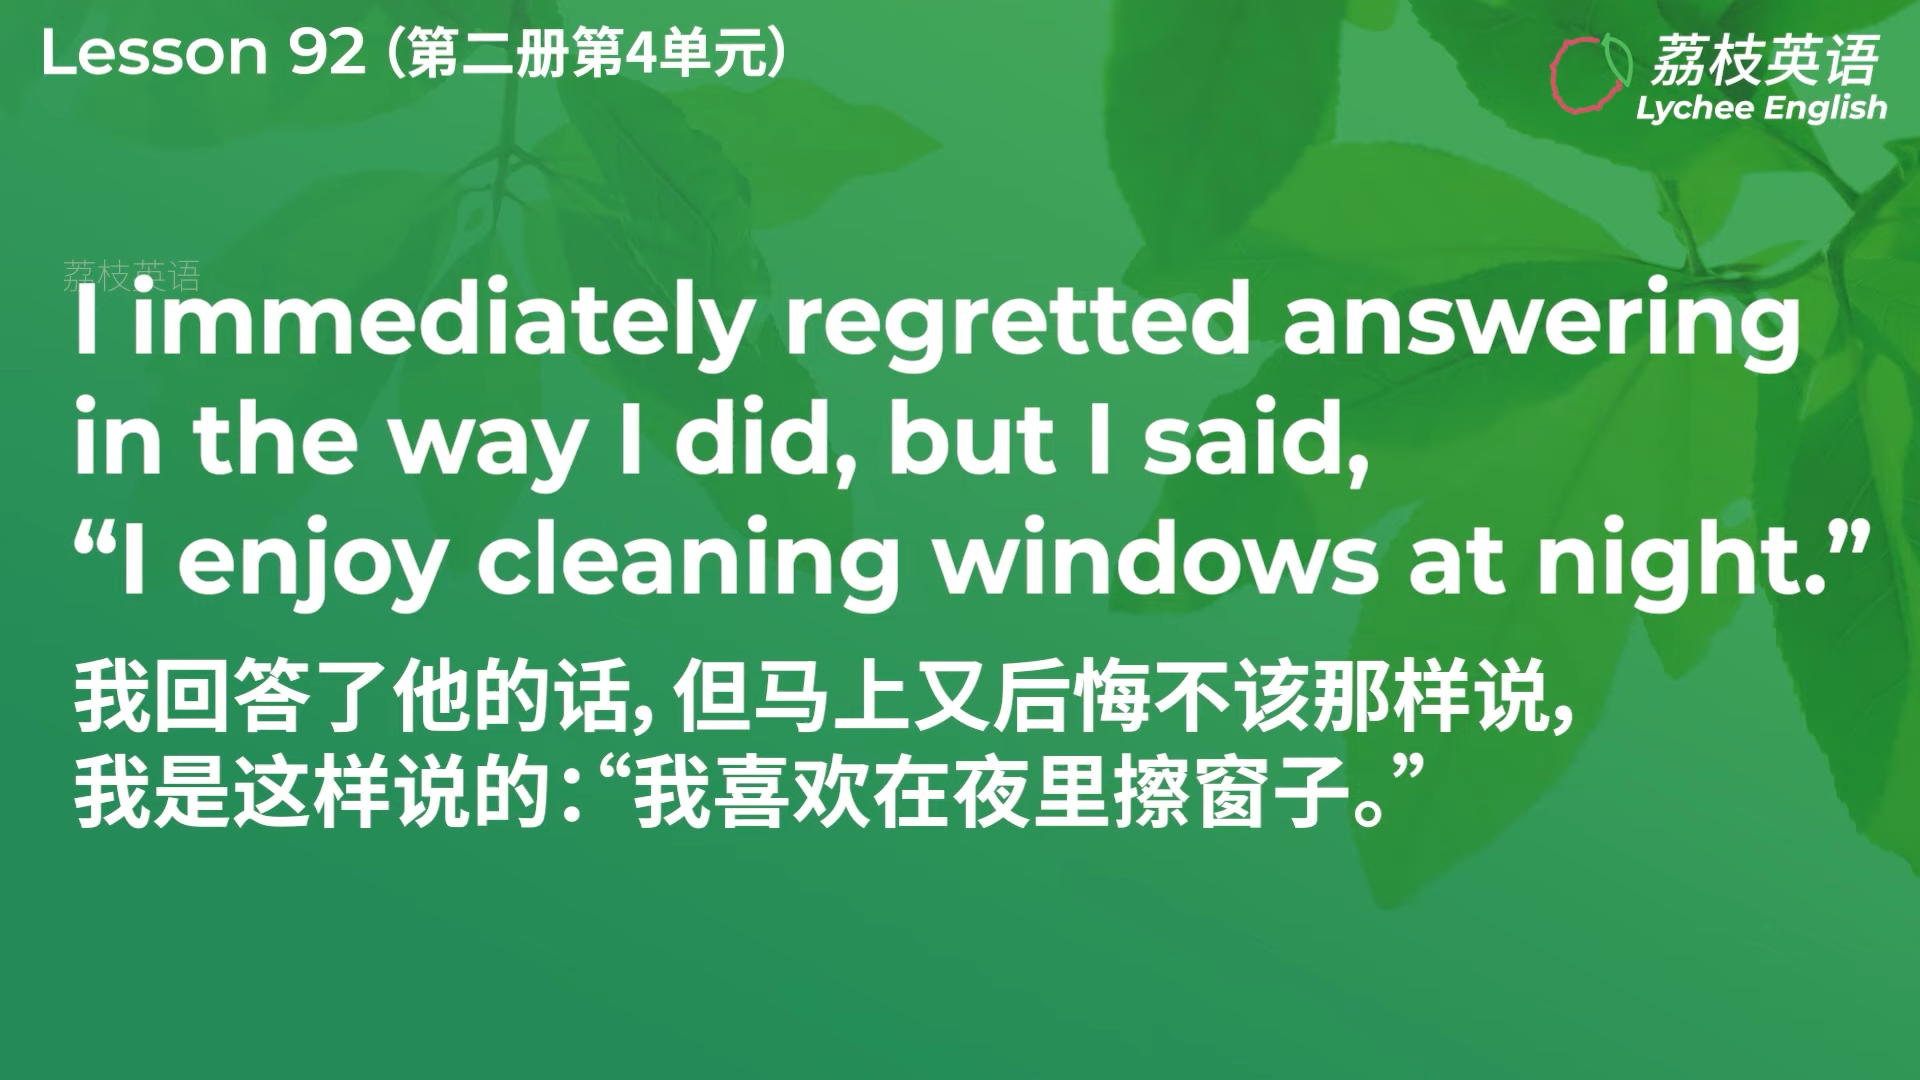 Lesson 92（第二册第4单元）
荔枝英语
Lychee English
荔枝英语
I immediately regretted answering
in the way I did, but I said,
“I enjoy cleaning windows at night.”
我回答了他的话，但马上又后悔不该那样说，
我是这样说的：“我喜欢在夜里擦窗子。”